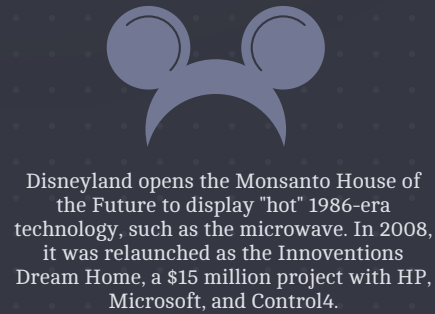 Disneyland opens the Monsanto House of
the Future to display "hot" 1986-era
technology, such as the microwave. In 2008,
it was relaunched as the Innoventions
Dream Home, a $15 million project with HP,
Microsoft, and Control4.